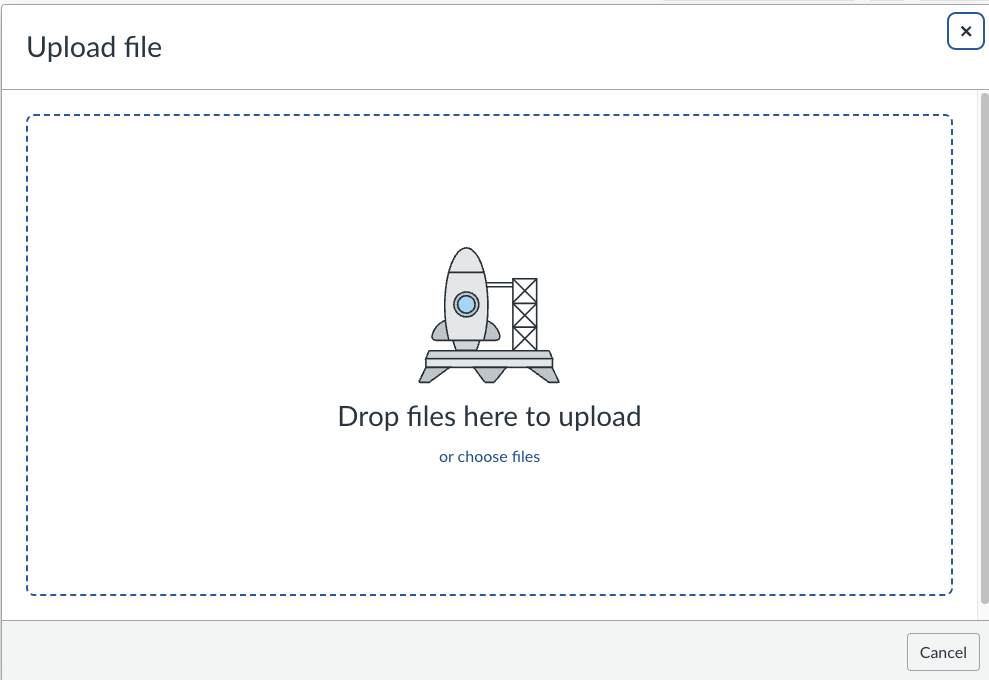 Upload file
Drop files here to upload
or choose files
Cancel